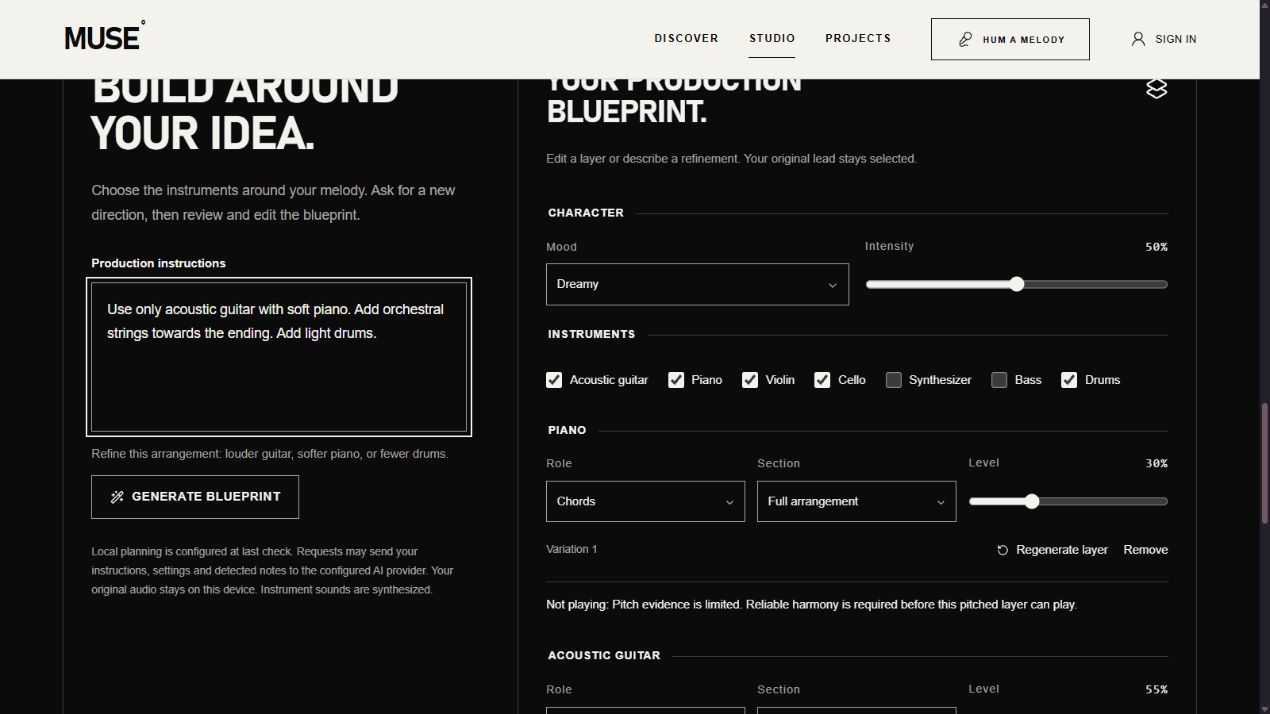 MUSE°
DISCOVER
STUDIO
PROJECTS
HUM A MELODY
SIGN IN
BUILD AROUND
YOUR IDEA.
Choose the instruments around your melody. Ask for a new
direction, then review and edit the blueprint.
Production instructions
Use only acoustic guitar with soft piano. Add orchestral
strings towards the ending. Add light drums.
Refine this arrangement: louder guitar, softer piano, or fewer drums.
GENERATE BLUEPRINT
Local planning is configured at last check. Requests may send your
instructions, settings and detected notes to the configured AI provider. Your
original audio stays on this device. Instrument sounds are synthesized.
YOUR PRODUCTION
BLUEPRINT.
Edit a layer or describe a refinement. Your original lead stays selected.
CHARACTER
Mood
Intensity
50%
Dreamy
INSTRUMENTS
Acoustic guitar
Piano
Violin
Cello
Synthesizer
Bass
Drums
PIANO
Role
Section
Level
30%
Chords
Full arrangement
Variation 1
Regenerate layer
Remove
Not playing: Pitch evidence is limited. Reliable harmony is required before this pitched layer can play.
ACOUSTIC GUITAR
Role
Section
Level
55%